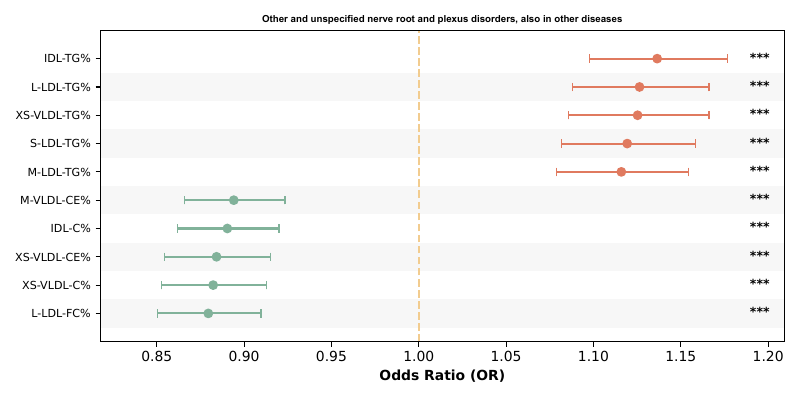 Other and unspecified nerve root and plexus disorders, also in other diseases
IDL-TG% ***
L-LDL-TG% ***
XS-VLDL-TG% ***
S-LDL-TG% ***
M-LDL-TG% ***
M-VLDL-CE% ***
IDL-C% ***
XS-VLDL-CE% ***
XS-VLDL-C% ***
L-LDL-FC% ***
0.85 0.90 0.95 1.00 1.05 1.10 1.15 1.20
Odds Ratio (OR)